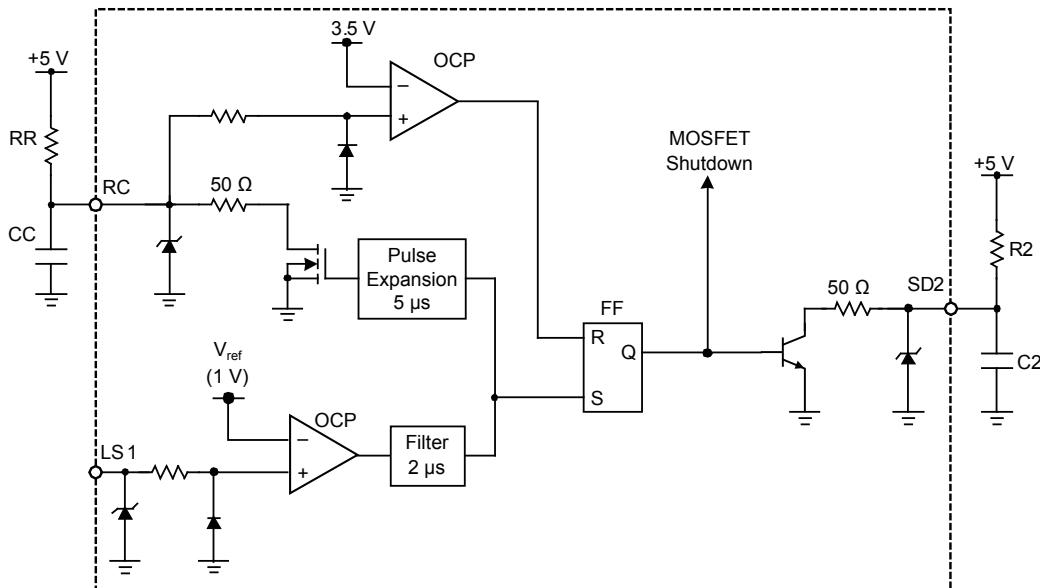 3.5 V
OCP
+5 V
−
+
RR
MOSFET
Shutdown
+5 V
RC
50 Ω
CC
Pulse
Expansion
5 µs
R2
SD2
50 Ω
FF
R
Q
S
C2
Vref
(1 V)
OCP
−
+
Filter
2 µs
LS1